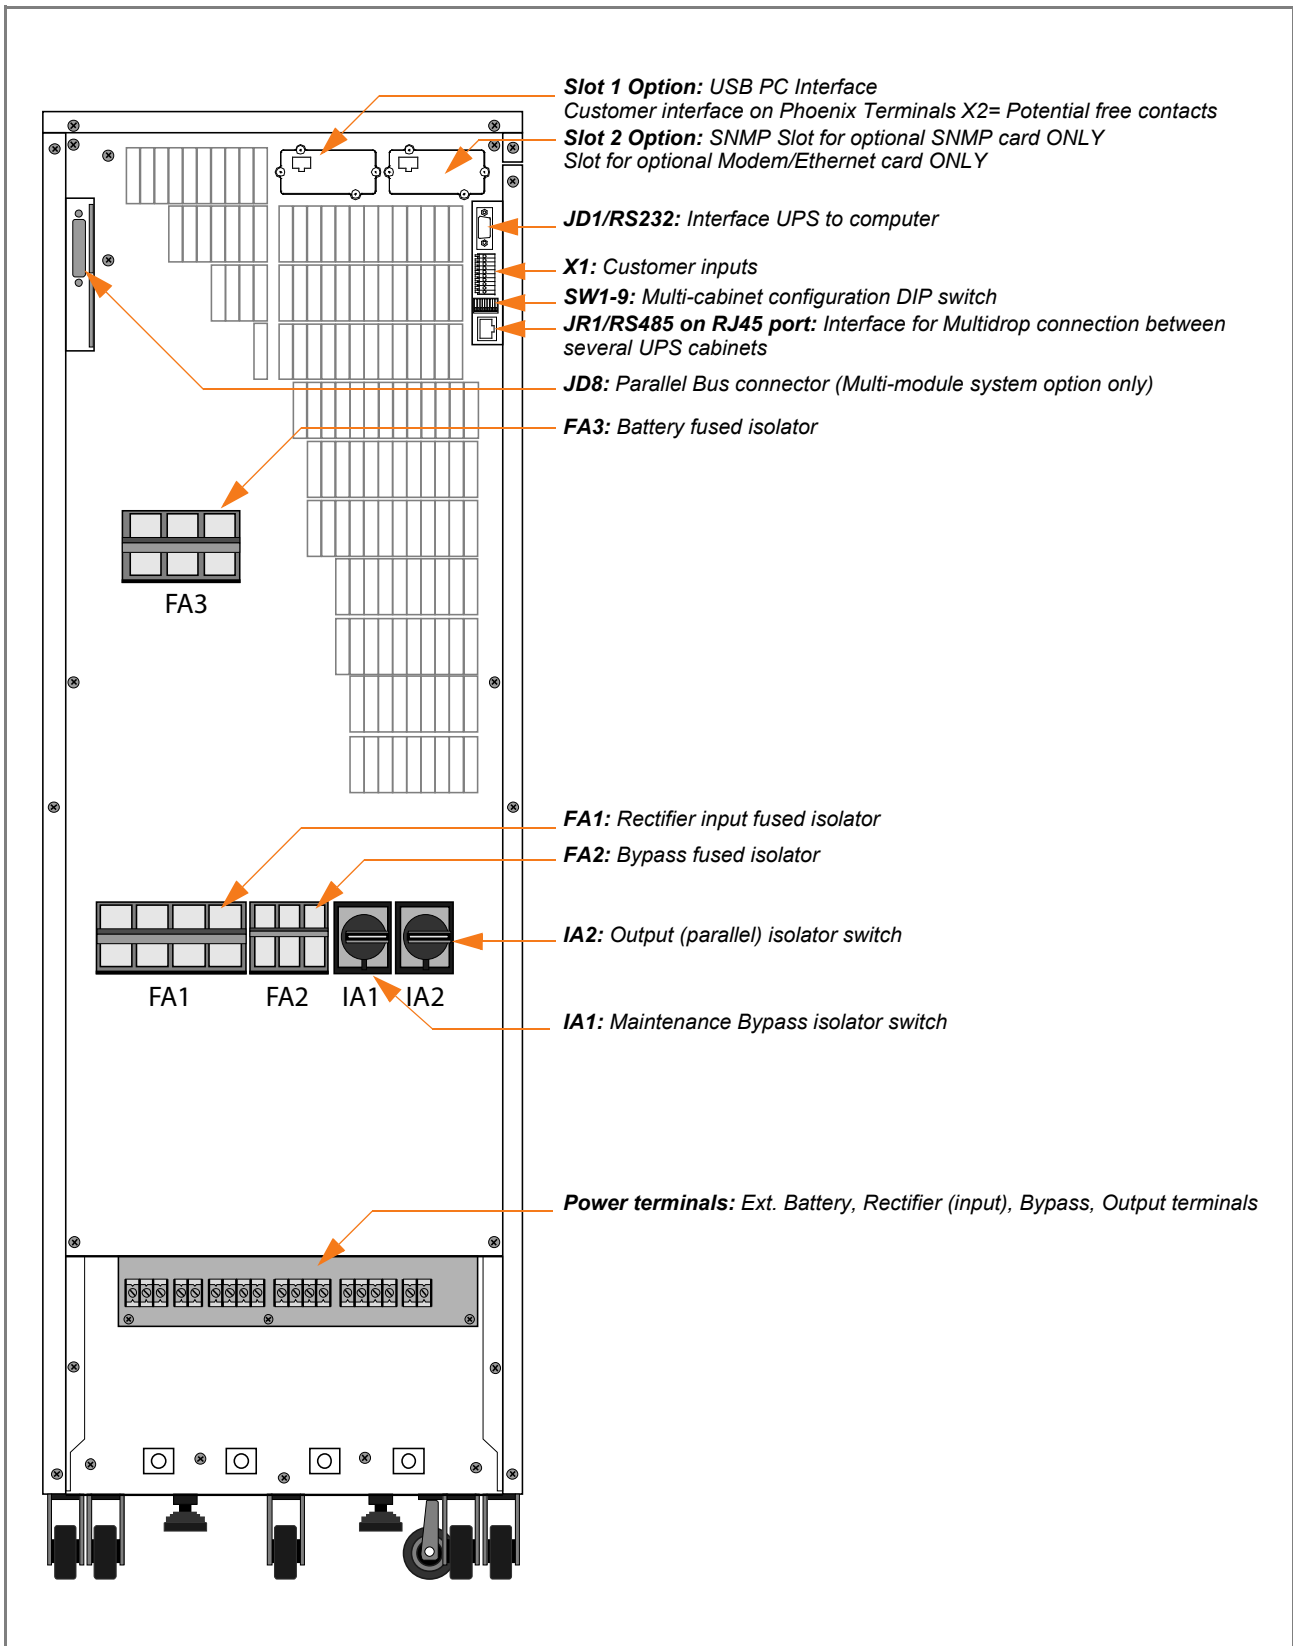 Slot 1 Option: USB PC Interface
Customer interface on Phoenix Terminals X2= Potential free contacts
Slot 2 Option: SNMP Slot for optional SNMP card ONLY
Slot for optional Modem/Ethernet card ONLY
JD1/RS232: Interface UPS to computer
X1: Customer inputs
SW1-9: Multi-cabinet configuration DIP switch
JR1/RS485 on RJ45 port: Interface for Multidrop connection between
several UPS cabinets
JD8: Parallel Bus connector (Multi-module system option only)
FA3: Battery fused isolator
FA3
FA1: Rectifier input fused isolator
FA2: Bypass fused isolator
IA2: Output (parallel) isolator switch
FA1 FA2 IA1 IA2
IA1: Maintenance Bypass isolator switch
Power terminals: Ext. Battery, Rectifier (input), Bypass, Output terminals